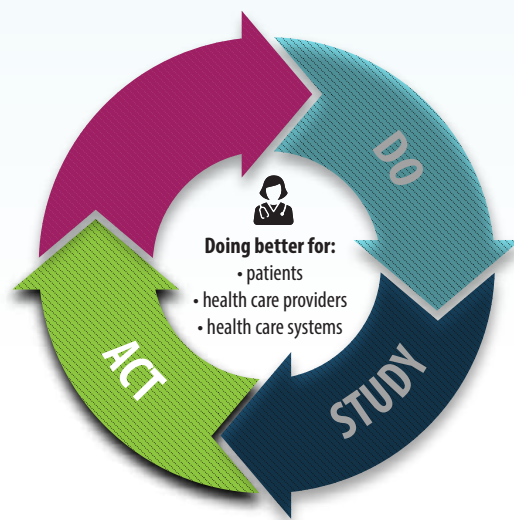 DO
Doing better for:
• patients
• health care providers
• health care systems
STUDY
ACT